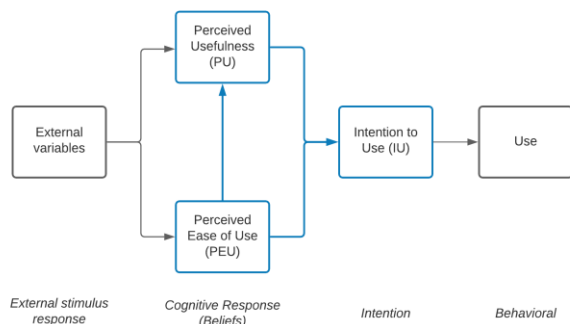 Perceived
Usefulness
(PU)
External
variables
Intention to
Use (IU)
Use
Perceived
Ease of Use
(PEU)
External stimulus
response
Cognitive Response
(Beliefs)
Intention
Behavioral